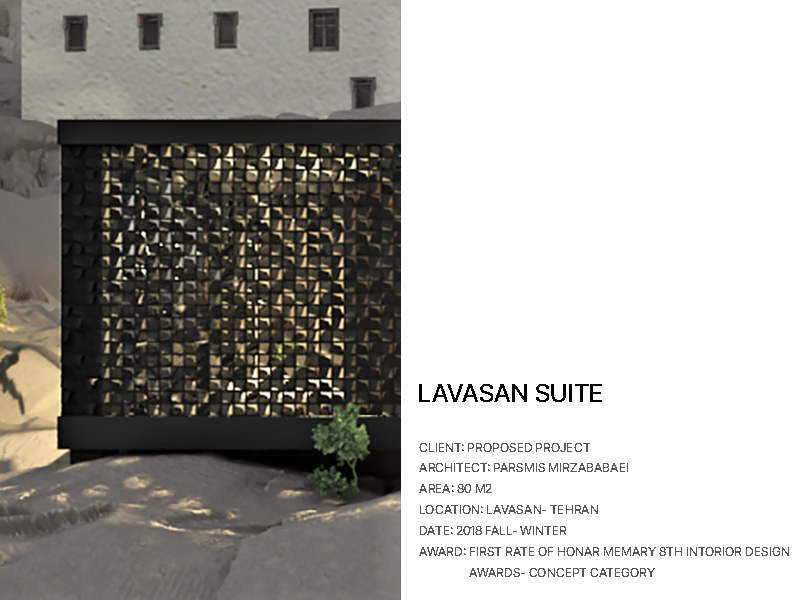 LAVASAN SUITE
CLIENT: PROPOSED PROJECT
ARCHITECT: PARSMIS MIRZABABAEI
AREA: 80 M2
LOCATION: LAVASAN- TEHRAN
DATE: 2018 FALL- WINTER
AWARD: FIRST RATE OF HONAR MEMARY 8TH INTORIOR DESIGN
AWARDS- CONCEPT CATEGORY